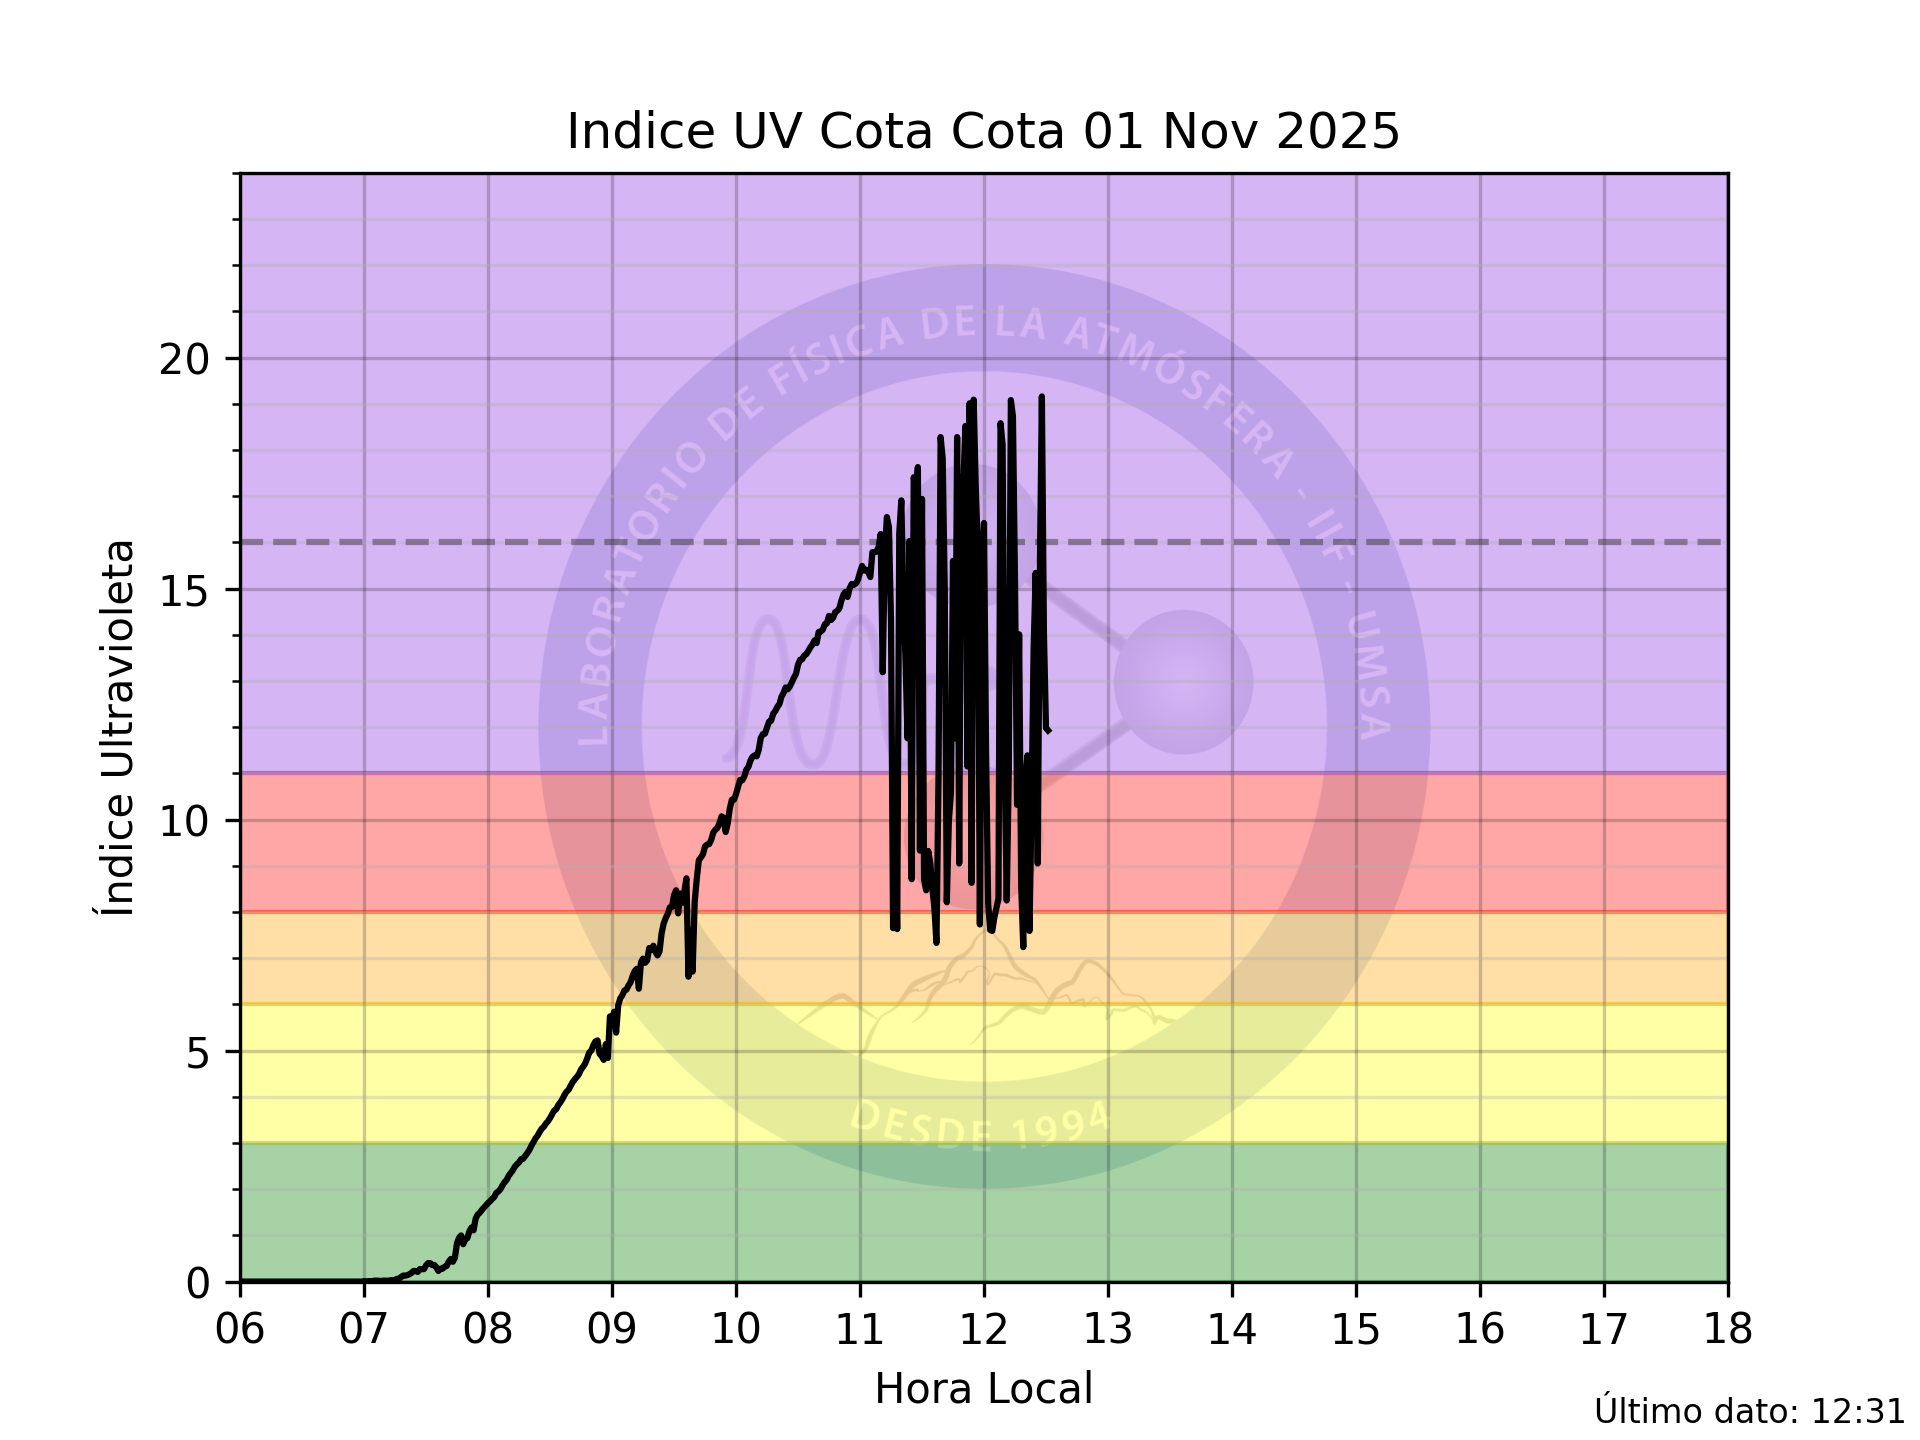 Indice UV Cota Cota 01 Nov 2025
LABORATORIO DE FÍSICA DE LA ATMÓSFERA - IIF - UMSA
DESDE 1994
Índice Ultravioleta
20
15
10
5
0
06 07 08 09 10 11 12 13 14 15 16 17 18
Hora Local
Último dato: 12:31